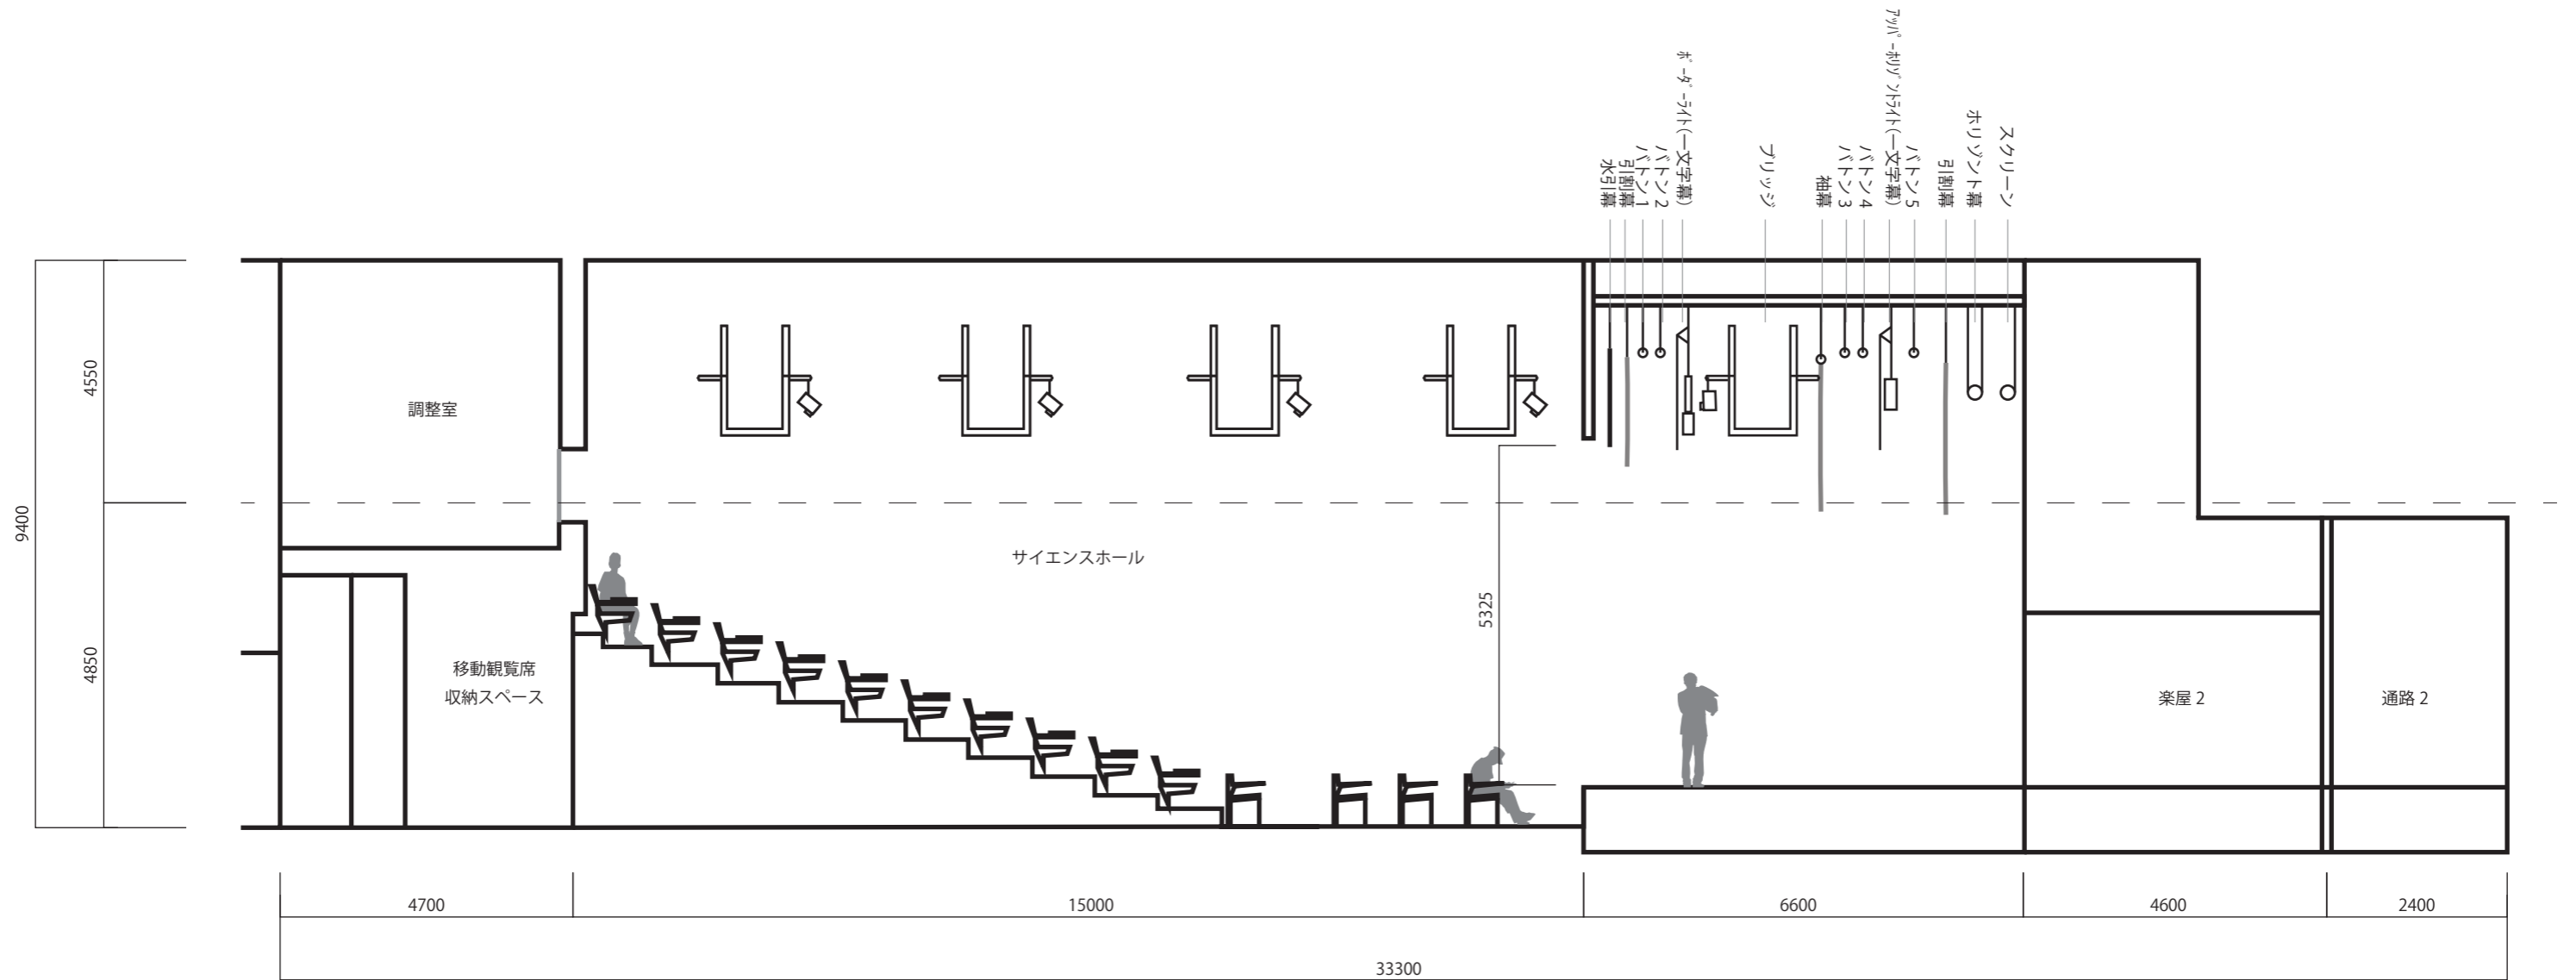 水引幕
引割幕
バトン1
バトン2
ﾎﾞｰﾀﾞｰﾗｲﾄ(一文字幕)
ブリッジ
袖幕
バトン3
バトン4
ｱｯﾊﾟｰﾎﾘｿﾞﾝﾄﾗｲﾄ(一文字幕)
バトン5
引割幕
ホリゾント幕
スクリーン
9400
4550
4850
調整室
サイエンスホール
5325
移動観覧席
収納スペース
楽屋 2
通路 2
4700
15000
6600
4600
2400
33300